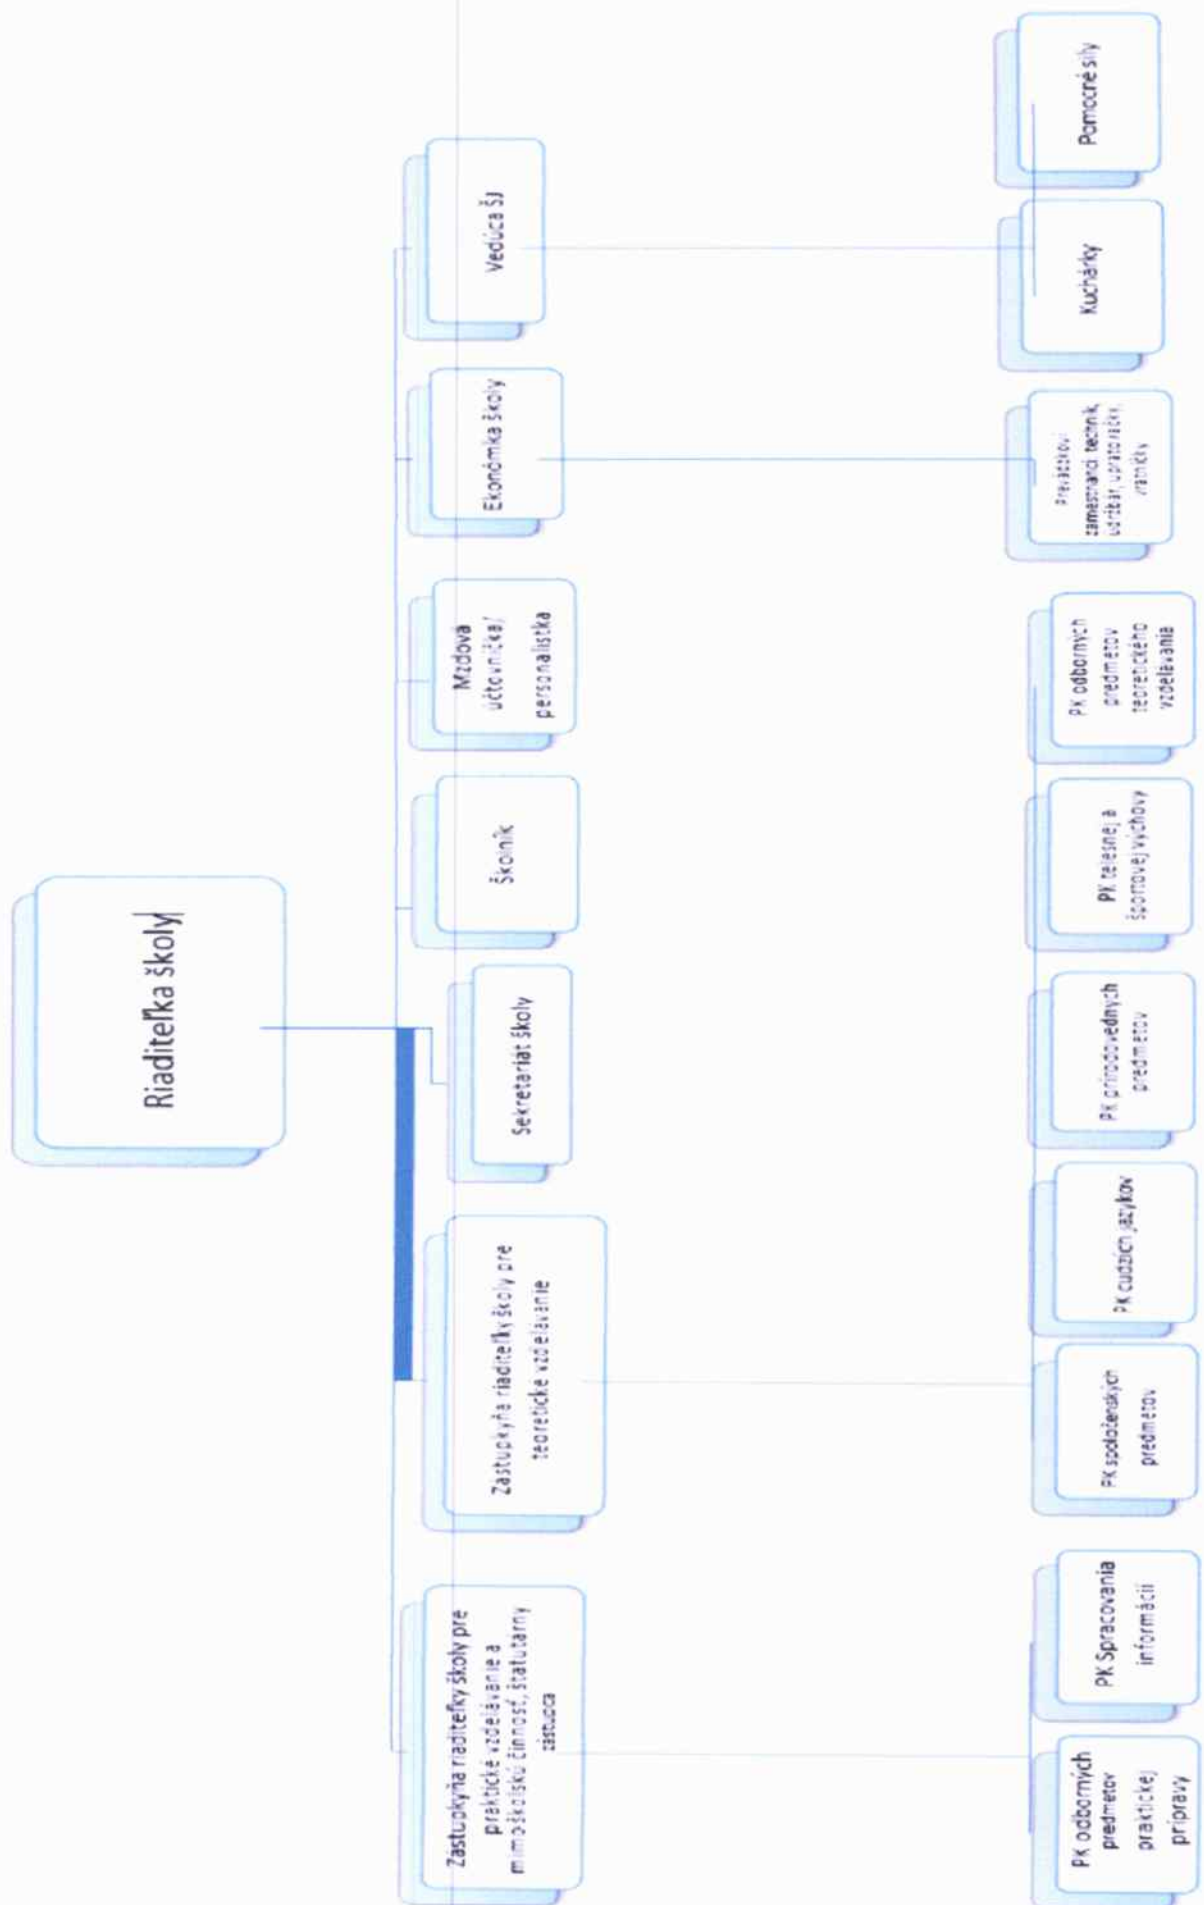 Riaditeľka školy
Zástupkyňa riaditeľky školy pre
praktické vzdelávanie a
mimoškolskú činnosť, štatutárny
zástupca
Zástupkyňa riaditeľky školy pre
teoretické vzdelávanie
Sekretariát školy
Školník
Mzdová
účtovníčka/
personalistka
Ekonómka školy
Vedúca ŠJ
PK odborných
predmetov
praktickej
prípravy
PK Spracovania
informácií
PK spoločenských
predmetov
PK cudzích jazykov
PK prírodovedných
predmetov
PK telesnej a
športovej výchovy
PK odborných
predmetov
teoretického
vzdelávania
Prevádzkoví
zamestnanci: technik,
údržbár, upratovačky,
vrátničky
Kuchárky
Pomocné sily